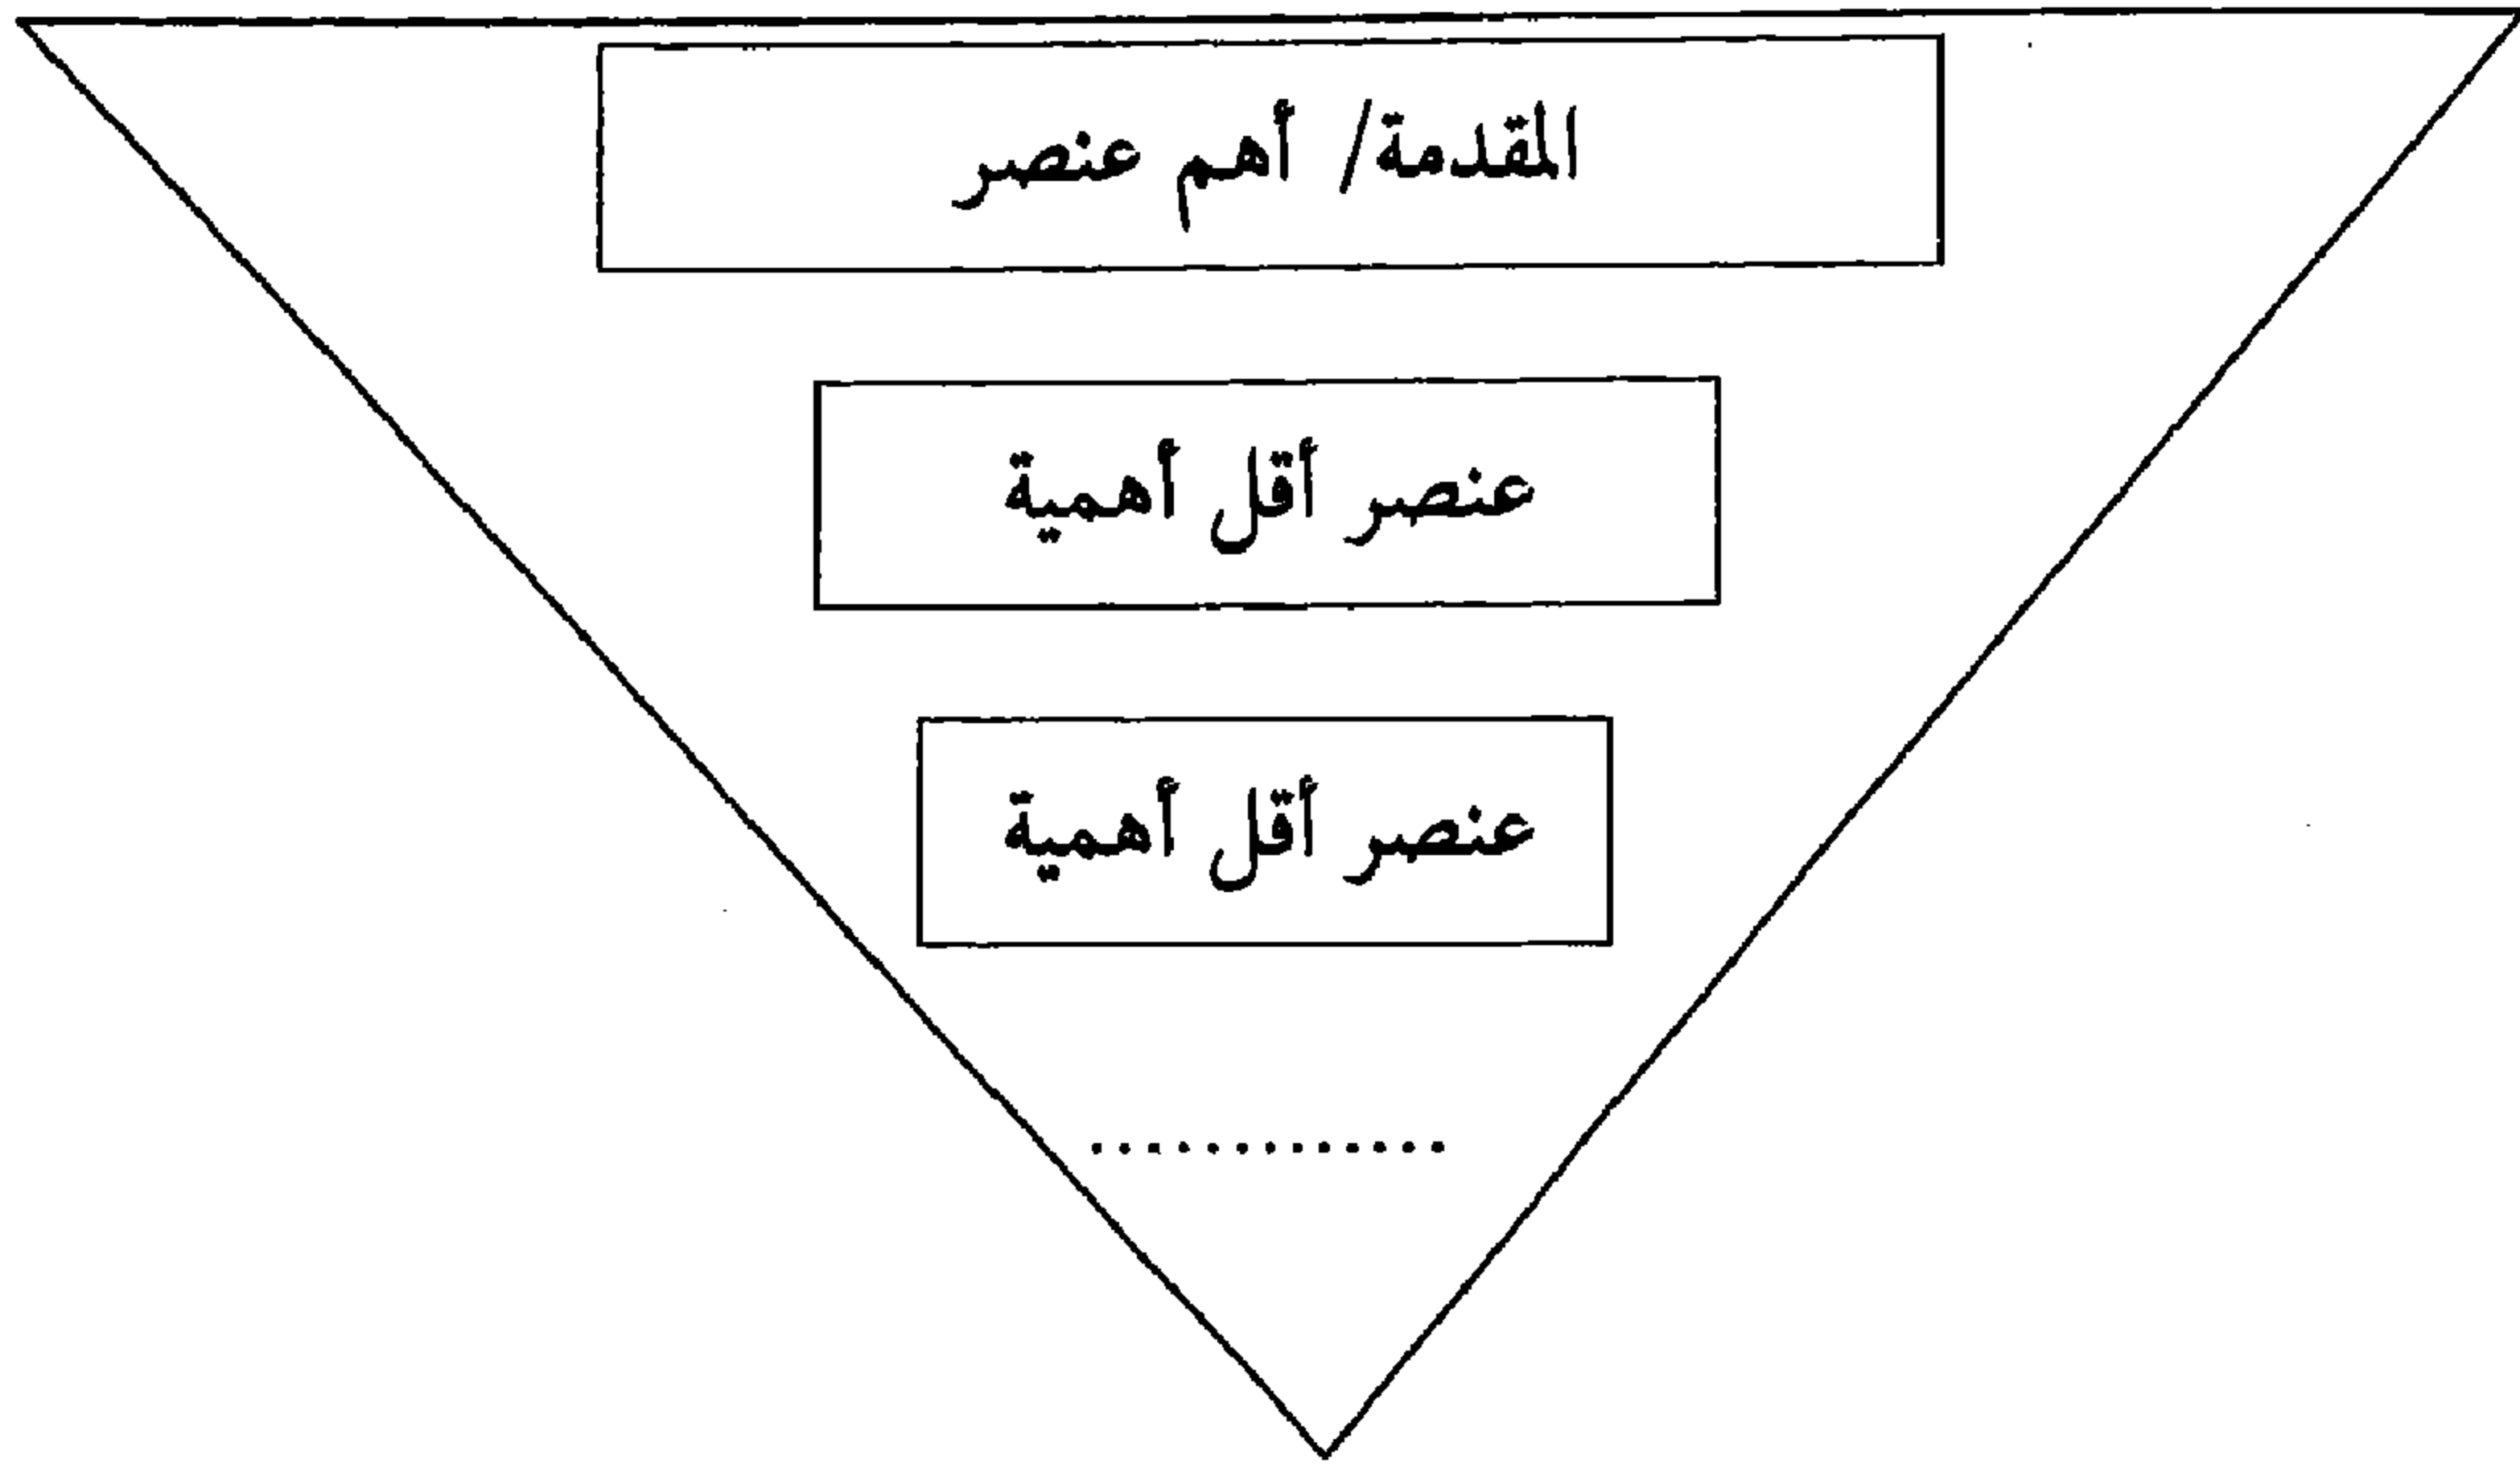 المقدمة/ أهم عنصر
عنصر أقل أهمية
عنصر أقل أهمية
.............